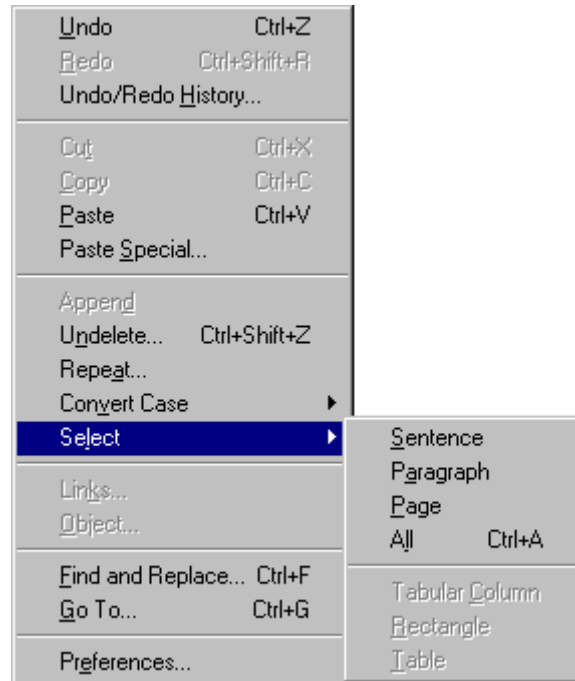 Undo Ctrl+Z
Redo Ctrl+Shift+R
Undo/Redo History...
Cut Ctrl+X
Copy Ctrl+C
Paste Ctrl+V
Paste Special...
Append
Undelete... Ctrl+Shift+Z
Repeat...
Convert Case
Select
Links...
Object...
Find and Replace... Ctrl+F
Go To... Ctrl+G
Preferences...
Sentence
Paragraph
Page
All Ctrl+A
Tabular Column
Rectangle
Table